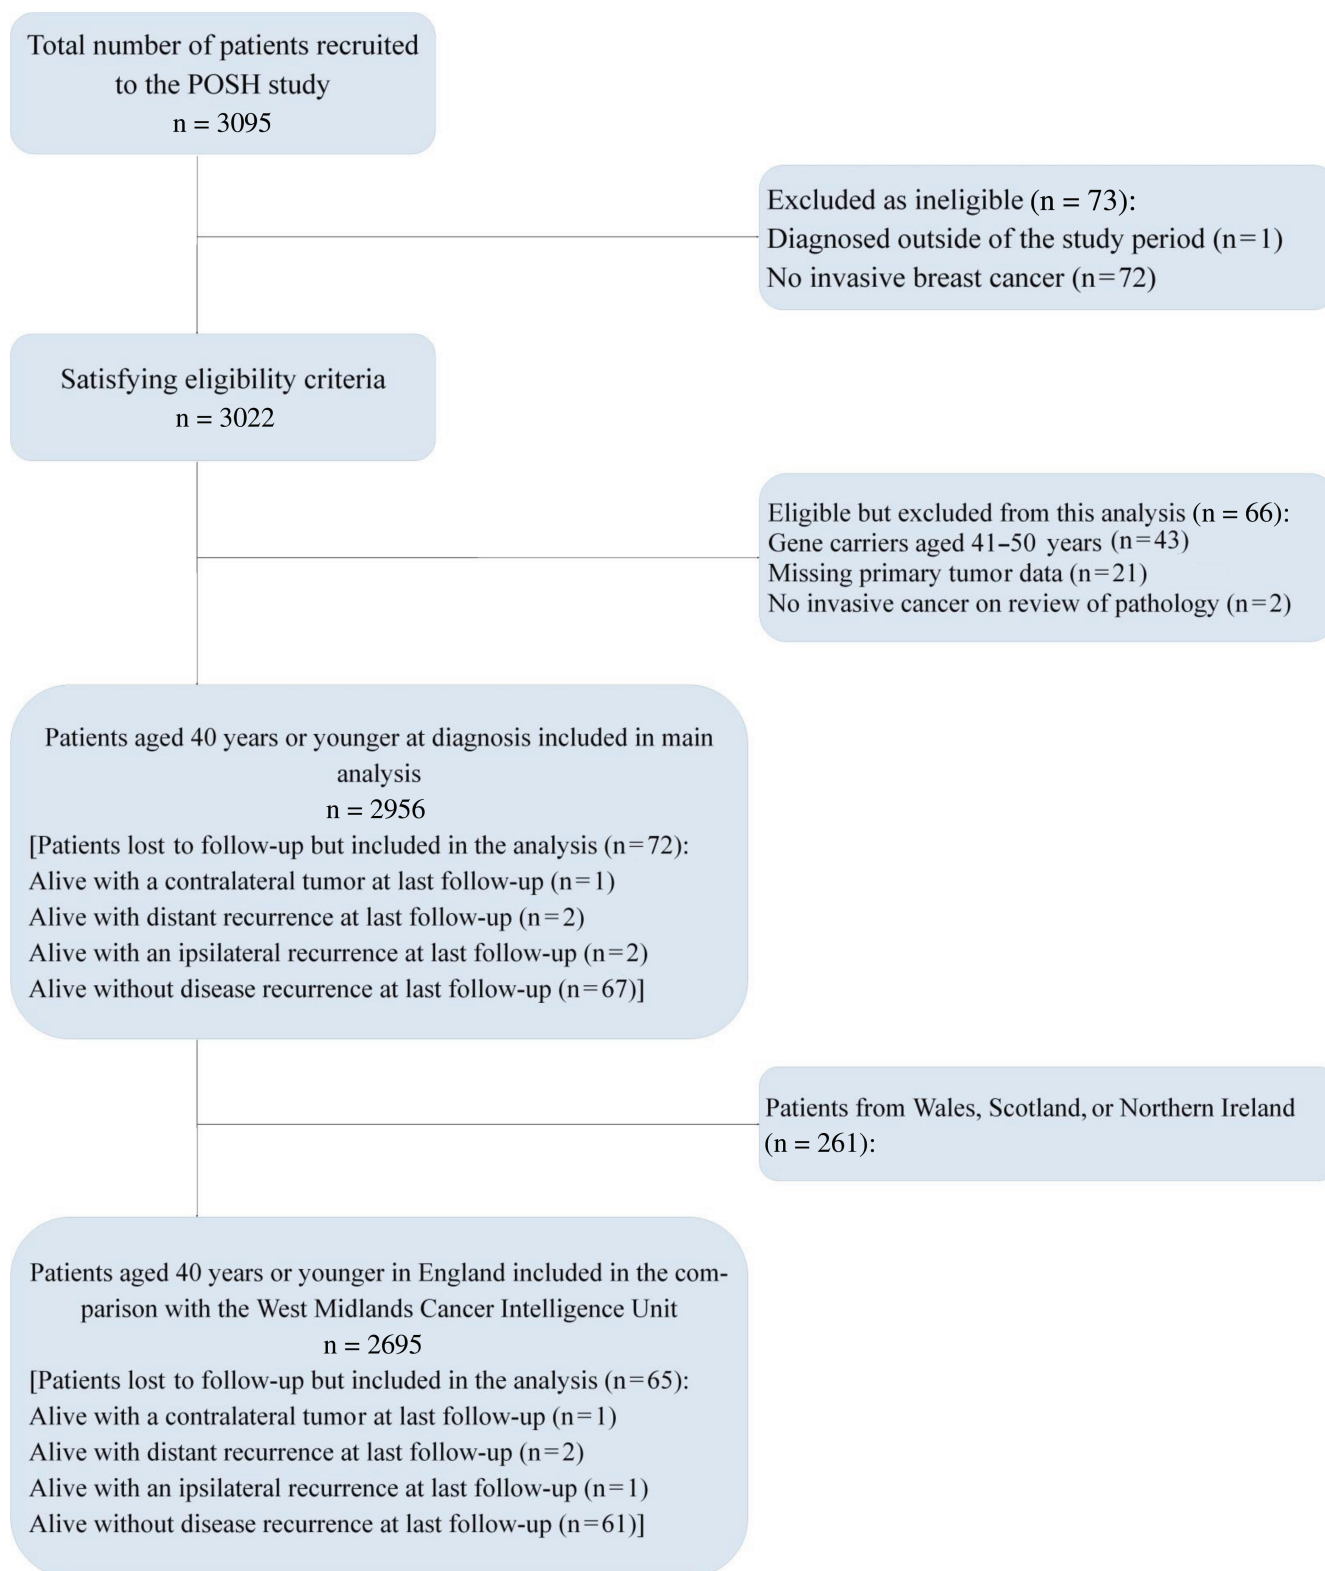 Total number of patients recruited
to the POSH study
n = 3095
Excluded as ineligible (n = 73):
Diagnosed outside of the study period (n=1)
No invasive breast cancer (n=72)
Satisfying eligibility criteria
n = 3022
Eligible but excluded from this analysis (n = 66):
Gene carriers aged 41–50 years (n=43)
Missing primary tumor data (n=21)
No invasive cancer on review of pathology (n=2)
Patients aged 40 years or younger at diagnosis included in main
analysis
n = 2956
[Patients lost to follow-up but included in the analysis (n=72):
Alive with a contralateral tumor at last follow-up (n=1)
Alive with distant recurrence at last follow-up (n=2)
Alive with an ipsilateral recurrence at last follow-up (n=2)
Alive without disease recurrence at last follow-up (n=67)]
Patients from Wales, Scotland, or Northern Ireland
(n = 261):
Patients aged 40 years or younger in England included in the com-
parison with the West Midlands Cancer Intelligence Unit
n = 2695
[Patients lost to follow-up but included in the analysis (n=65):
Alive with a contralateral tumor at last follow-up (n=1)
Alive with distant recurrence at last follow-up (n=2)
Alive with an ipsilateral recurrence at last follow-up (n=1)
Alive without disease recurrence at last follow-up (n=61)]